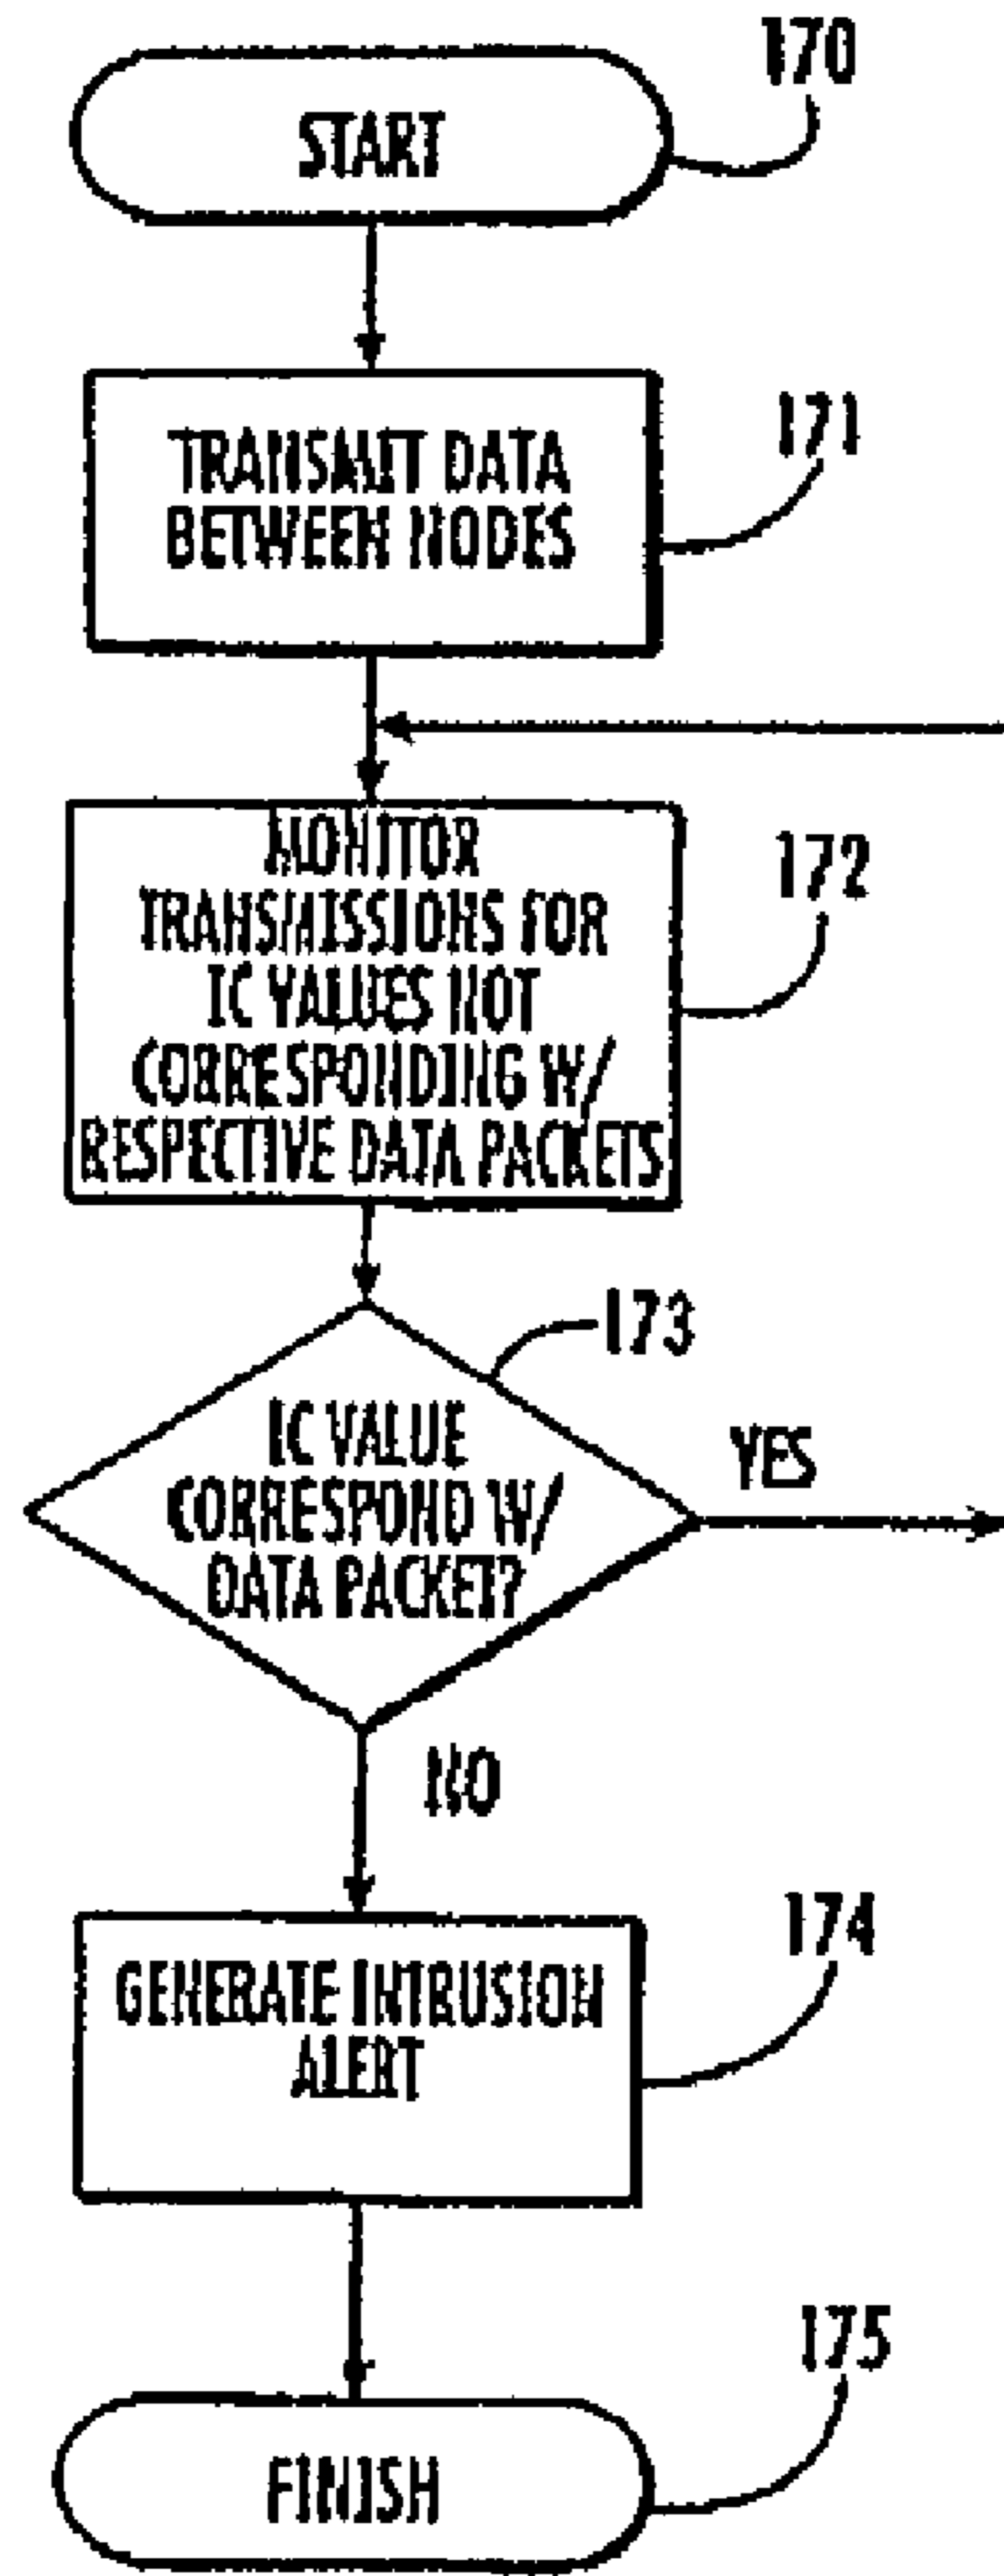 170
START
171
TRANSMIT DATA
BETWEEN NODES
172
MONITOR
TRANSMISSIONS FOR
IC VALUES NOT
CORRESPONDING W/
RESPECTIVE DATA PACKETS
173
IC VALUE
CORRESPOND W/
DATA PACKET?
YES
NO
174
GENERATE INTRUSION
ALERT
175
FINISH